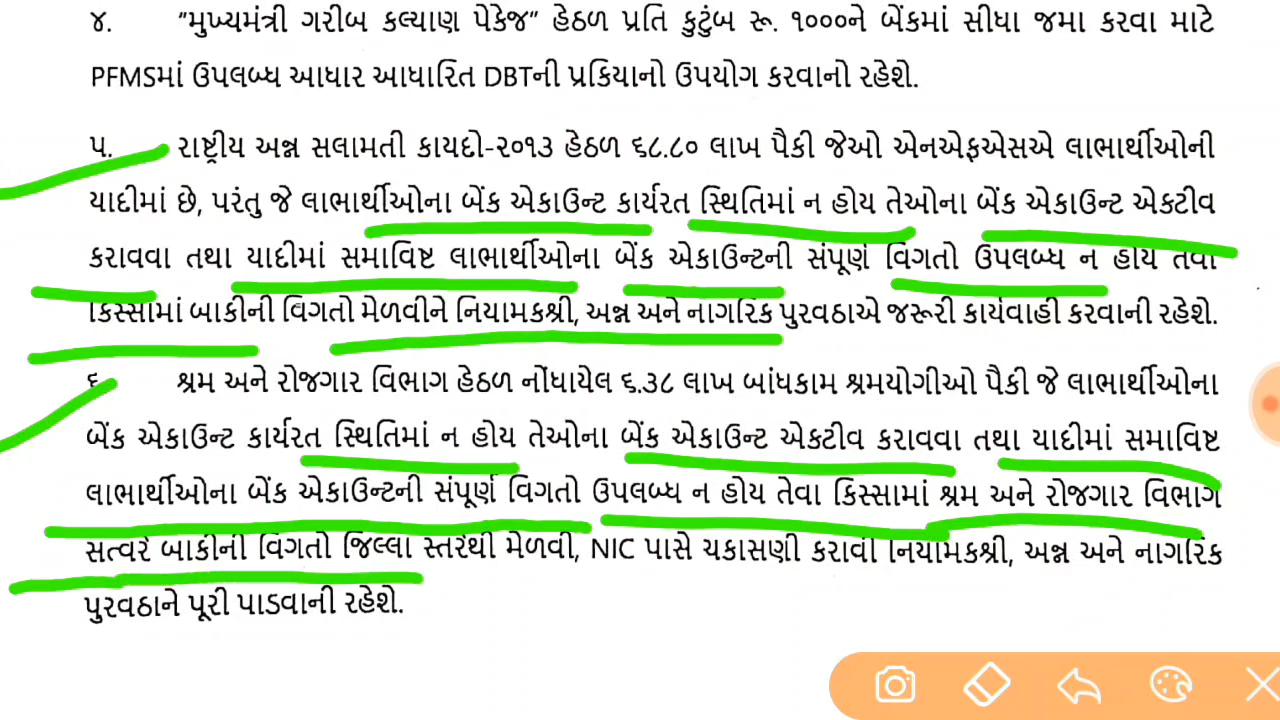 ૪. "મુખ્યમંત્રી ગરીબ કલ્યાણ પેકેજ" હેઠળ પ્રતિ કુટુંબ રૂ. ૧૦૦૦ને બેંકમાં સીધા જમા કરવા માટે
PFMSમાં ઉપલબ્ધ આધાર આધારિત DBTની પ્રકિયાનો ઉપયોગ કરવાનો રહેશે.
૫. રાષ્ટ્રીય અન્ન સલામતી કાયદો-૨૦૧૩ હેઠળ ૬૮.૮૦ લાખ પૈકી જેઓ એનએફએસએ લાભાર્થીઓની
યાદીમાં છે, પરંતુ જે લાભાર્થીઓના બેંક એકાઉન્ટ કાર્યરત સ્થિતિમાં ન હોય તેઓના બેંક એકાઉન્ટ એક્ટીવ
કરાવવા તથા યાદીમાં સમાવિષ્ટ લાભાર્થીઓના બેંક એકાઉન્ટની સંપૂર્ણ વિગતો ઉપલબ્ધ ન હોય તેવા
કિસ્સામાં બાકીની વિગતો મેળવીને નિયામકશ્રી, અન્ન અને નાગરિક પુરવઠાએ જરૂરી કાર્યવાહી કરવાની રહેશે.
૬. શ્રમ અને રોજગાર વિભાગ હેઠળ નોંધાયેલ ૬.૩૮ લાખ બાંધકામ શ્રમયોગીઓ પૈકી જે લાભાર્થીઓના
બેંક એકાઉન્ટ કાર્યરત સ્થિતિમાં ન હોય તેઓના બેંક એકાઉન્ટ એક્ટીવ કરાવવા તથા યાદીમાં સમાવિષ્ટ
લાભાર્થીઓના બેંક એકાઉન્ટની સંપૂર્ણ વિગતો ઉપલબ્ધ ન હોય તેવા કિસ્સામાં શ્રમ અને રોજગાર વિભાગે
સત્વરે બાકીની વિગતો જિલ્લા સ્તરેથી મેળવી, NIC પાસે ચકાસણી કરાવી નિયામકશ્રી, અન્ન અને નાગરિક
પુરવઠાને પૂરી પાડવાની રહેશે.